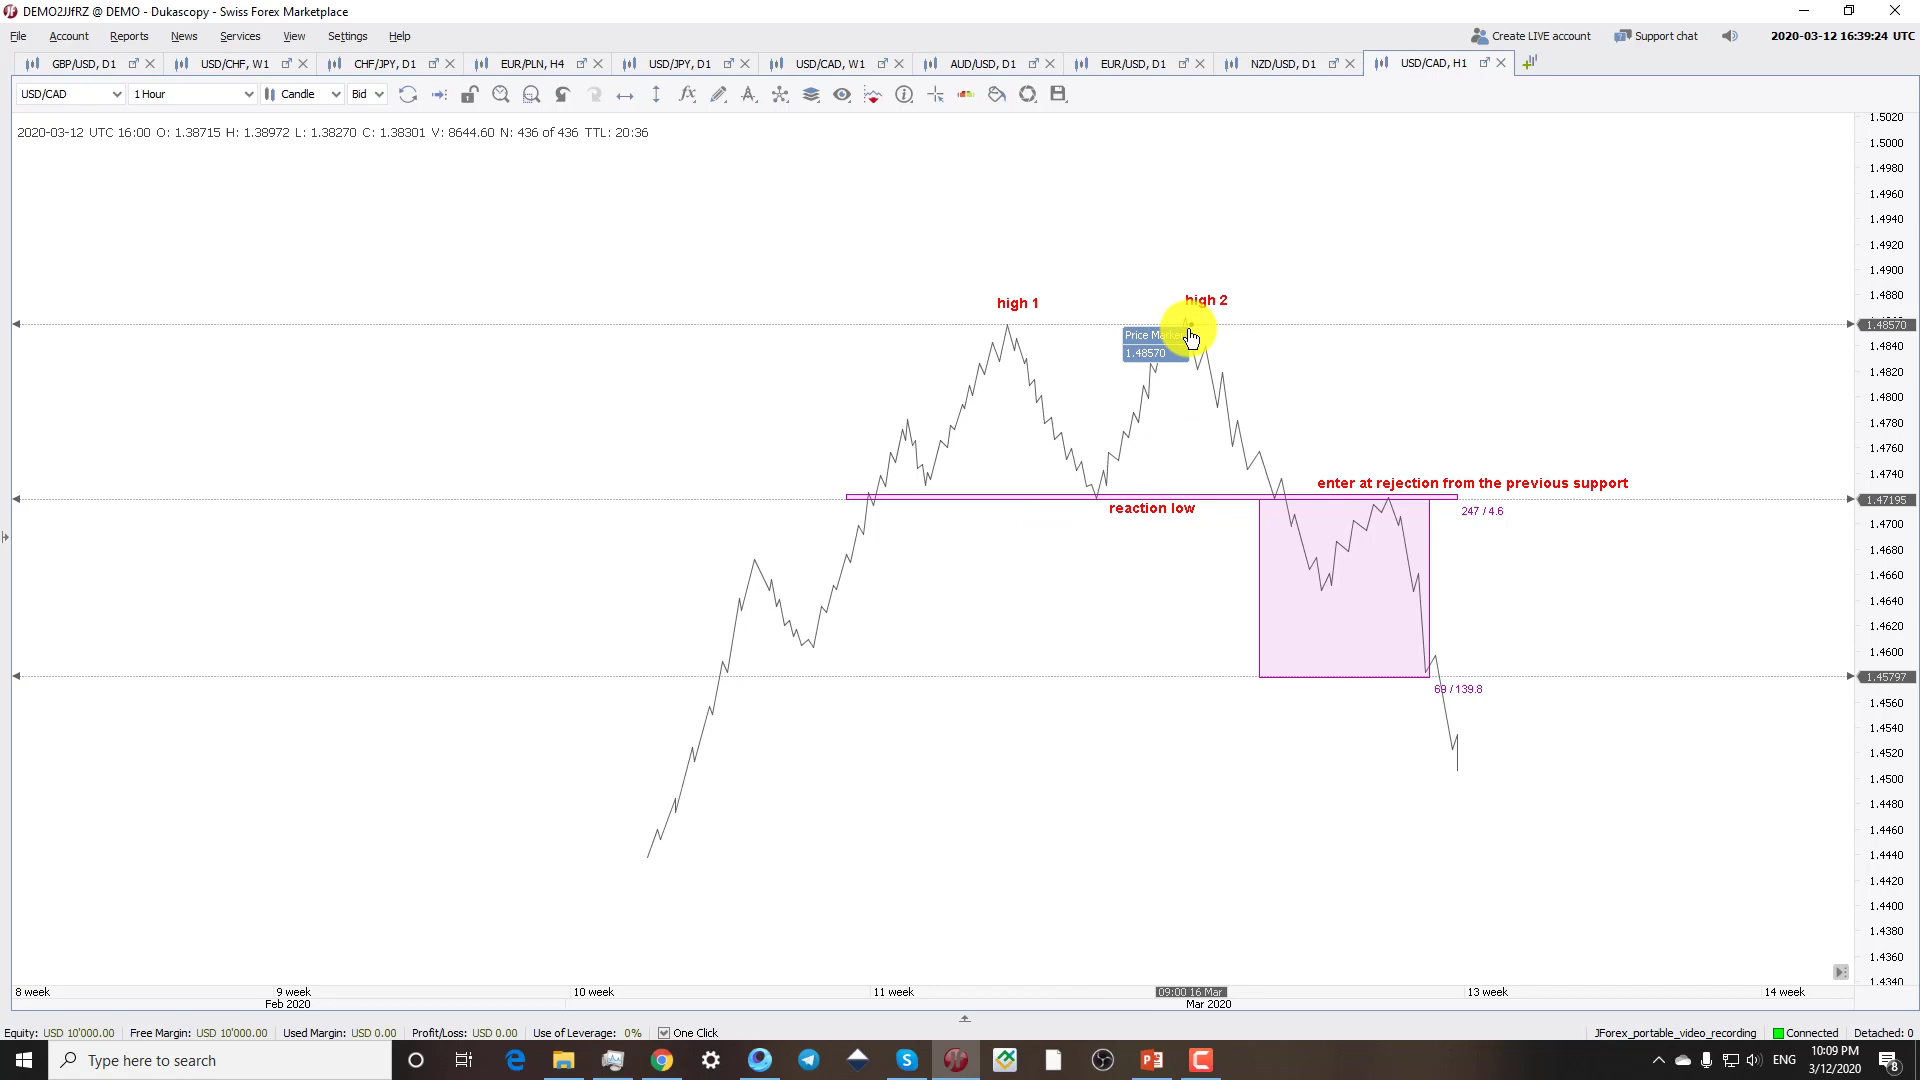 DEMO2JJfRZ @ DEMO - Dukascopy - Swiss Forex Marketplace
File Account Reports News Services View Settings Help
Create LIVE account Support chat 2020-03-12 16:39:24 UTC
GBP/USD, D1 USD/CHF, W1 CHF/JPY, D1 EUR/PLN, H4 USD/JPY, D1 USD/CAD, W1 AUD/USD, D1 EUR/USD, D1 NZD/USD, D1 USD/CAD, H1
USD/CAD 1 Hour Candle Bid
2020-03-12 UTC 16:00 O: 1.38715 H: 1.38972 L: 1.38270 C: 1.38301 V: 8644.60 N: 436 of 436 TTL: 20:36
1.5020
1.5000
1.4980
1.4960
1.4940
1.4920
1.4900
1.4880
high 1
high 2
1.48570
Price Marke
1.48570
1.4840
1.4820
1.4800
1.4780
1.4760
1.4740
enter at rejection from the previous support
1.47195
reaction low
247 / 4.6
1.4700
1.4680
1.4660
1.4640
1.4620
1.4600
1.45797
69 / 139.8
1.4560
1.4540
1.4520
1.4500
1.4480
1.4460
1.4440
1.4420
1.4400
1.4380
1.4360
1.4340
8 week 9 week 10 week 11 week 09:00 16 Mar 13 week 14 week
Feb 2020 Mar 2020
Equity: USD 10'000.00 Free Margin: USD 10'000.00 Used Margin: USD 0.00 Profit/Loss: USD 0.00 Use of Leverage: 0% One Click JForex_portable_video_recording Connected Detached: 0
Type here to search
ENG
10:09 PM
3/12/2020
8